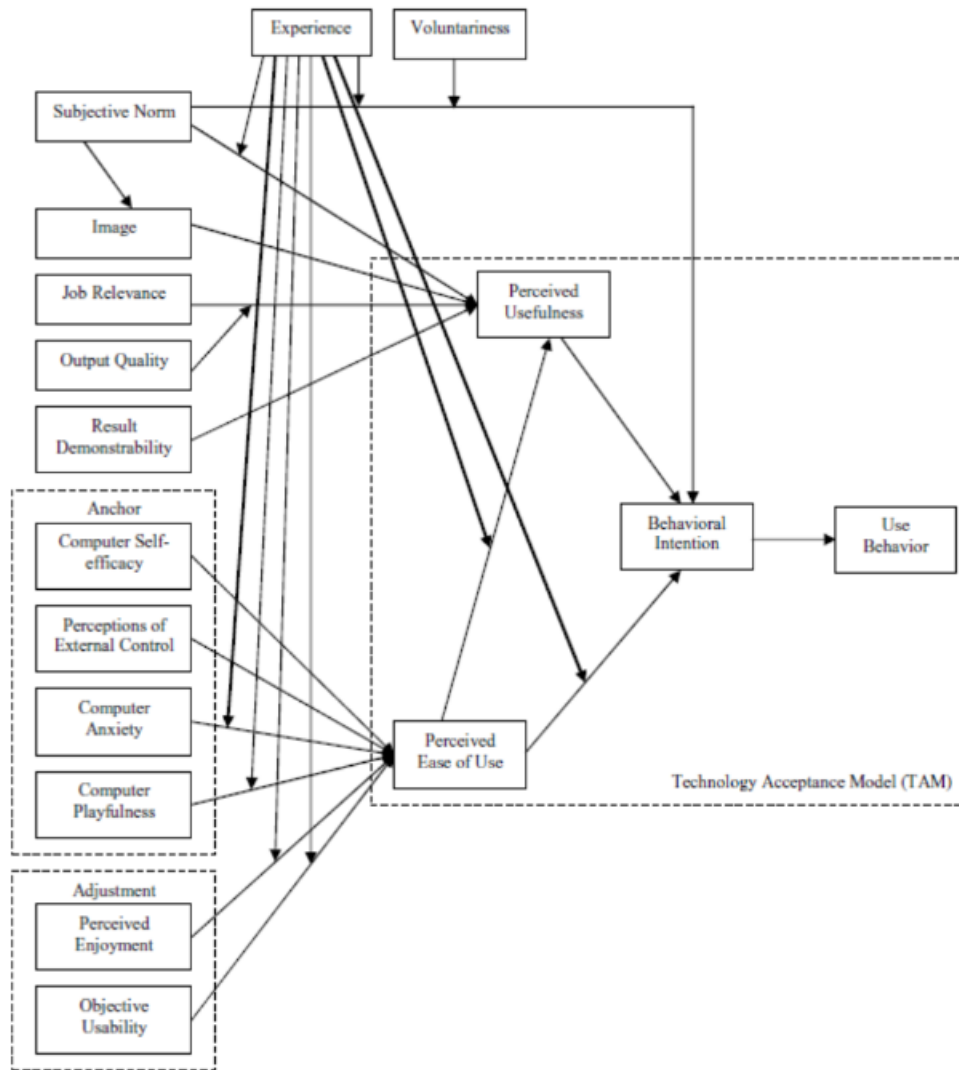 Experience
Voluntariness
Subjective Norm
Image
Job Relevance
Output Quality
Result
Demonstrability
Perceived
Usefulness
Anchor
Computer Self-
efficacy
Perceptions of
External Control
Computer
Anxiety
Computer
Playfulness
Behavioral
Intention
Use
Behavior
Perceived
Ease of Use
Technology Acceptance Model (TAM)
Adjustment
Perceived
Enjoyment
Objective
Usability